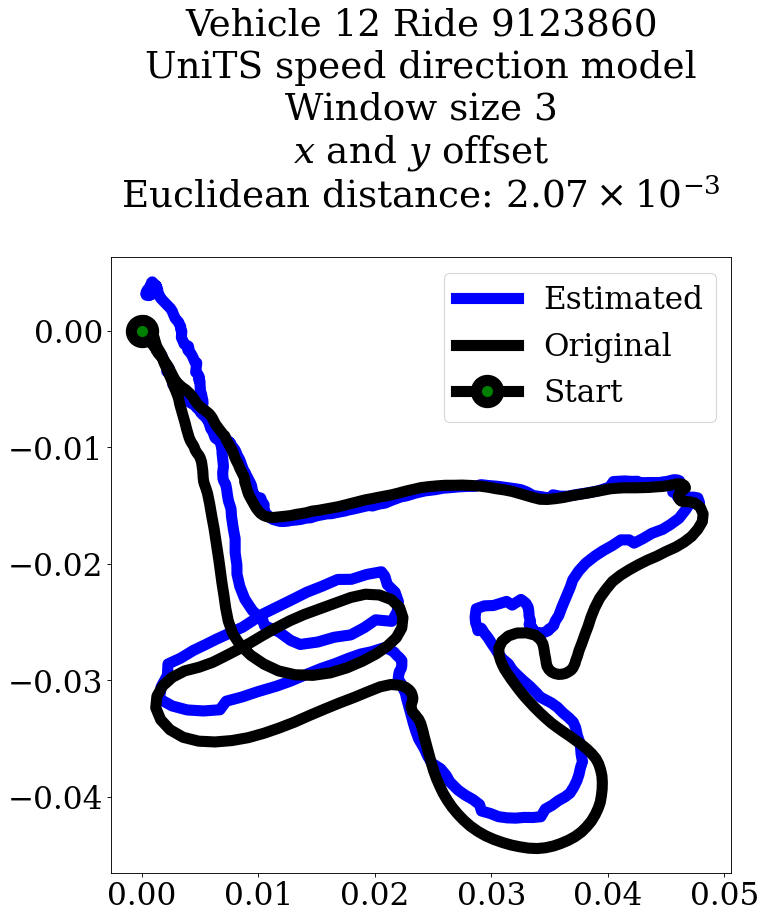 Vehicle 12 Ride 9123860
UniTS speed direction model
Window size 3
x and y offset
Euclidean distance: 2.07 × 10⁻³
Estimated
Original
Start
0.00
−0.01
−0.02
−0.03
−0.04
0.00 0.01 0.02 0.03 0.04 0.05